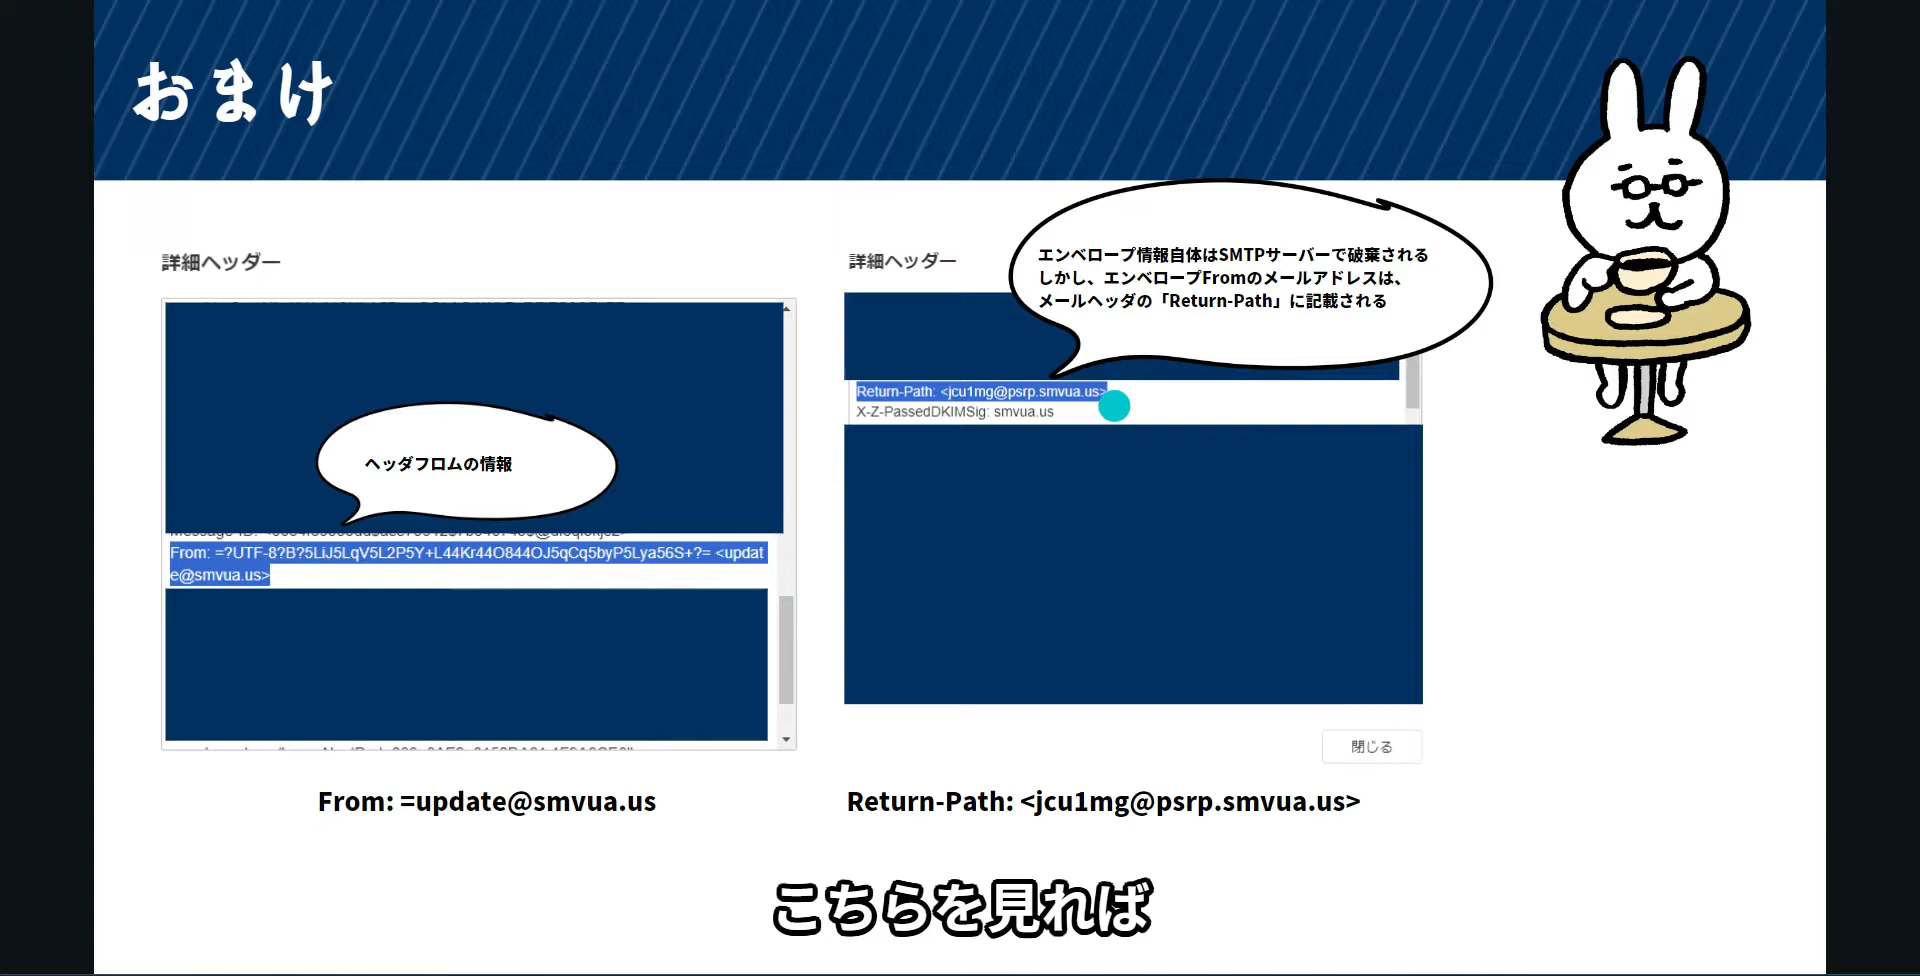 おまけ
詳細ヘッダー
ヘッダフロムの情報
From: =?UTF-8?B?5LiJ5LqV5L2P5Y+L44Kr44O844OJ5qCq5byP5Lya56S+?= <updat
e@smvua.us>
From: =update@smvua.us
詳細ヘッダー
エンベロープ情報自体はSMTPサーバーで破棄される
しかし、エンベロープFromのメールアドレスは、
メールヘッダの「Return-Path」に記載される
Return-Path: <jcu1mg@psrp.smvua.us>
X-Z-PassedDKIMSig: smvua.us
閉じる
Return-Path: <jcu1mg@psrp.smvua.us>
こちらを見れば